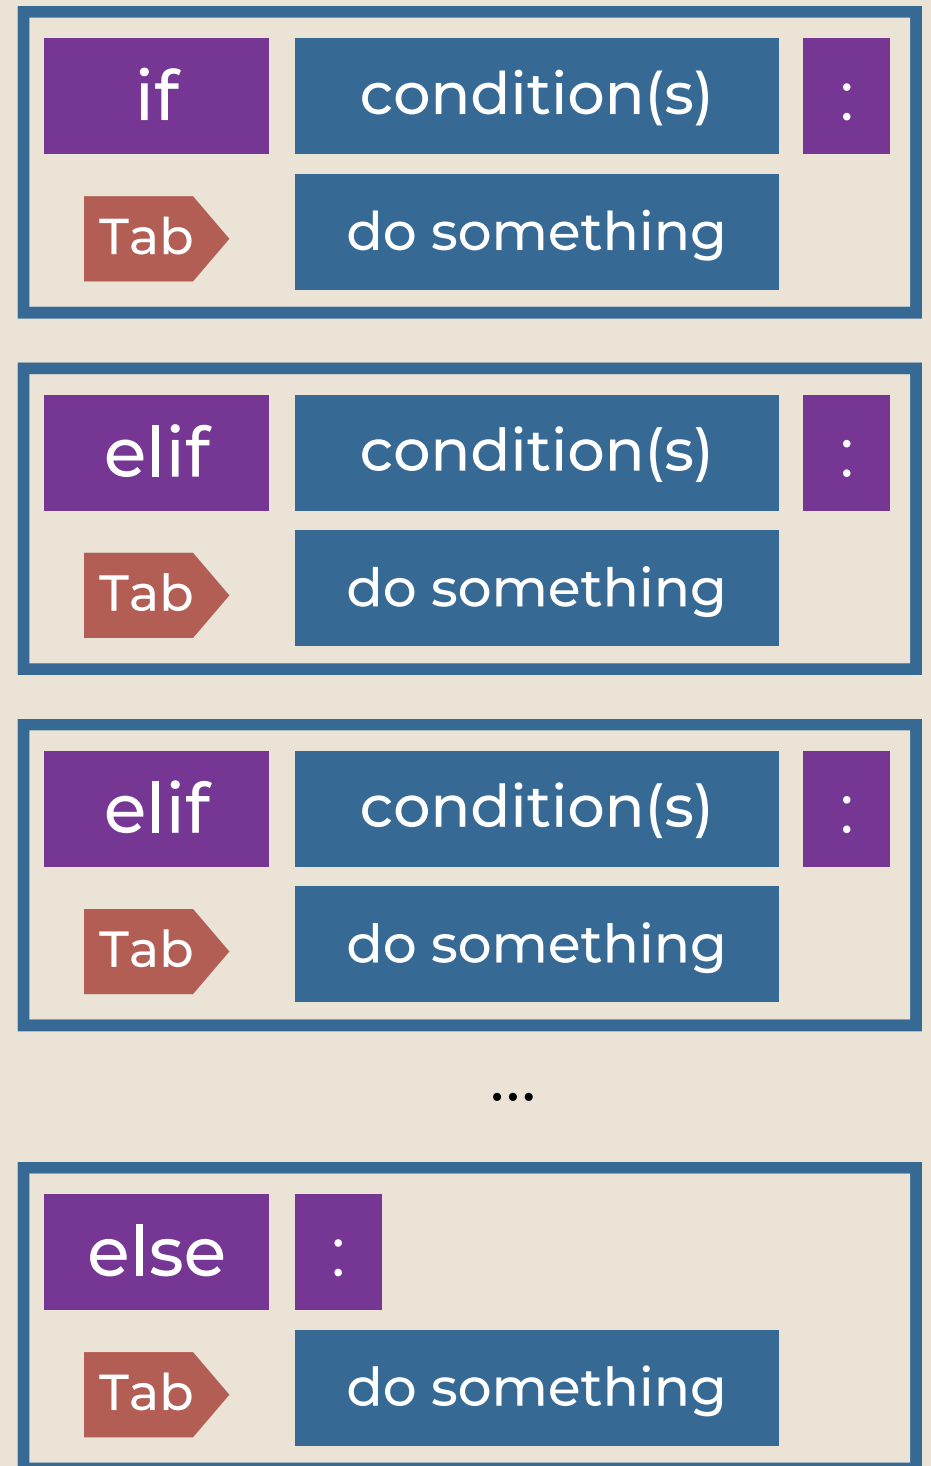 if condition(s) :
Tab do something
elif condition(s) :
Tab do something
elif condition(s) :
Tab do something
...
else :
Tab do something